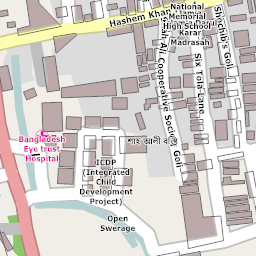 National
Memorial
High School
Karar
Madrasah
Hashem Khan
Shochib's Goli
Shah Ali Cooperative Society Goli
Six Tola Lane
Bangladesh
Eye trust
Hospital
ICDP
(Integrated
Child
Development
Project)
Open
Swerage